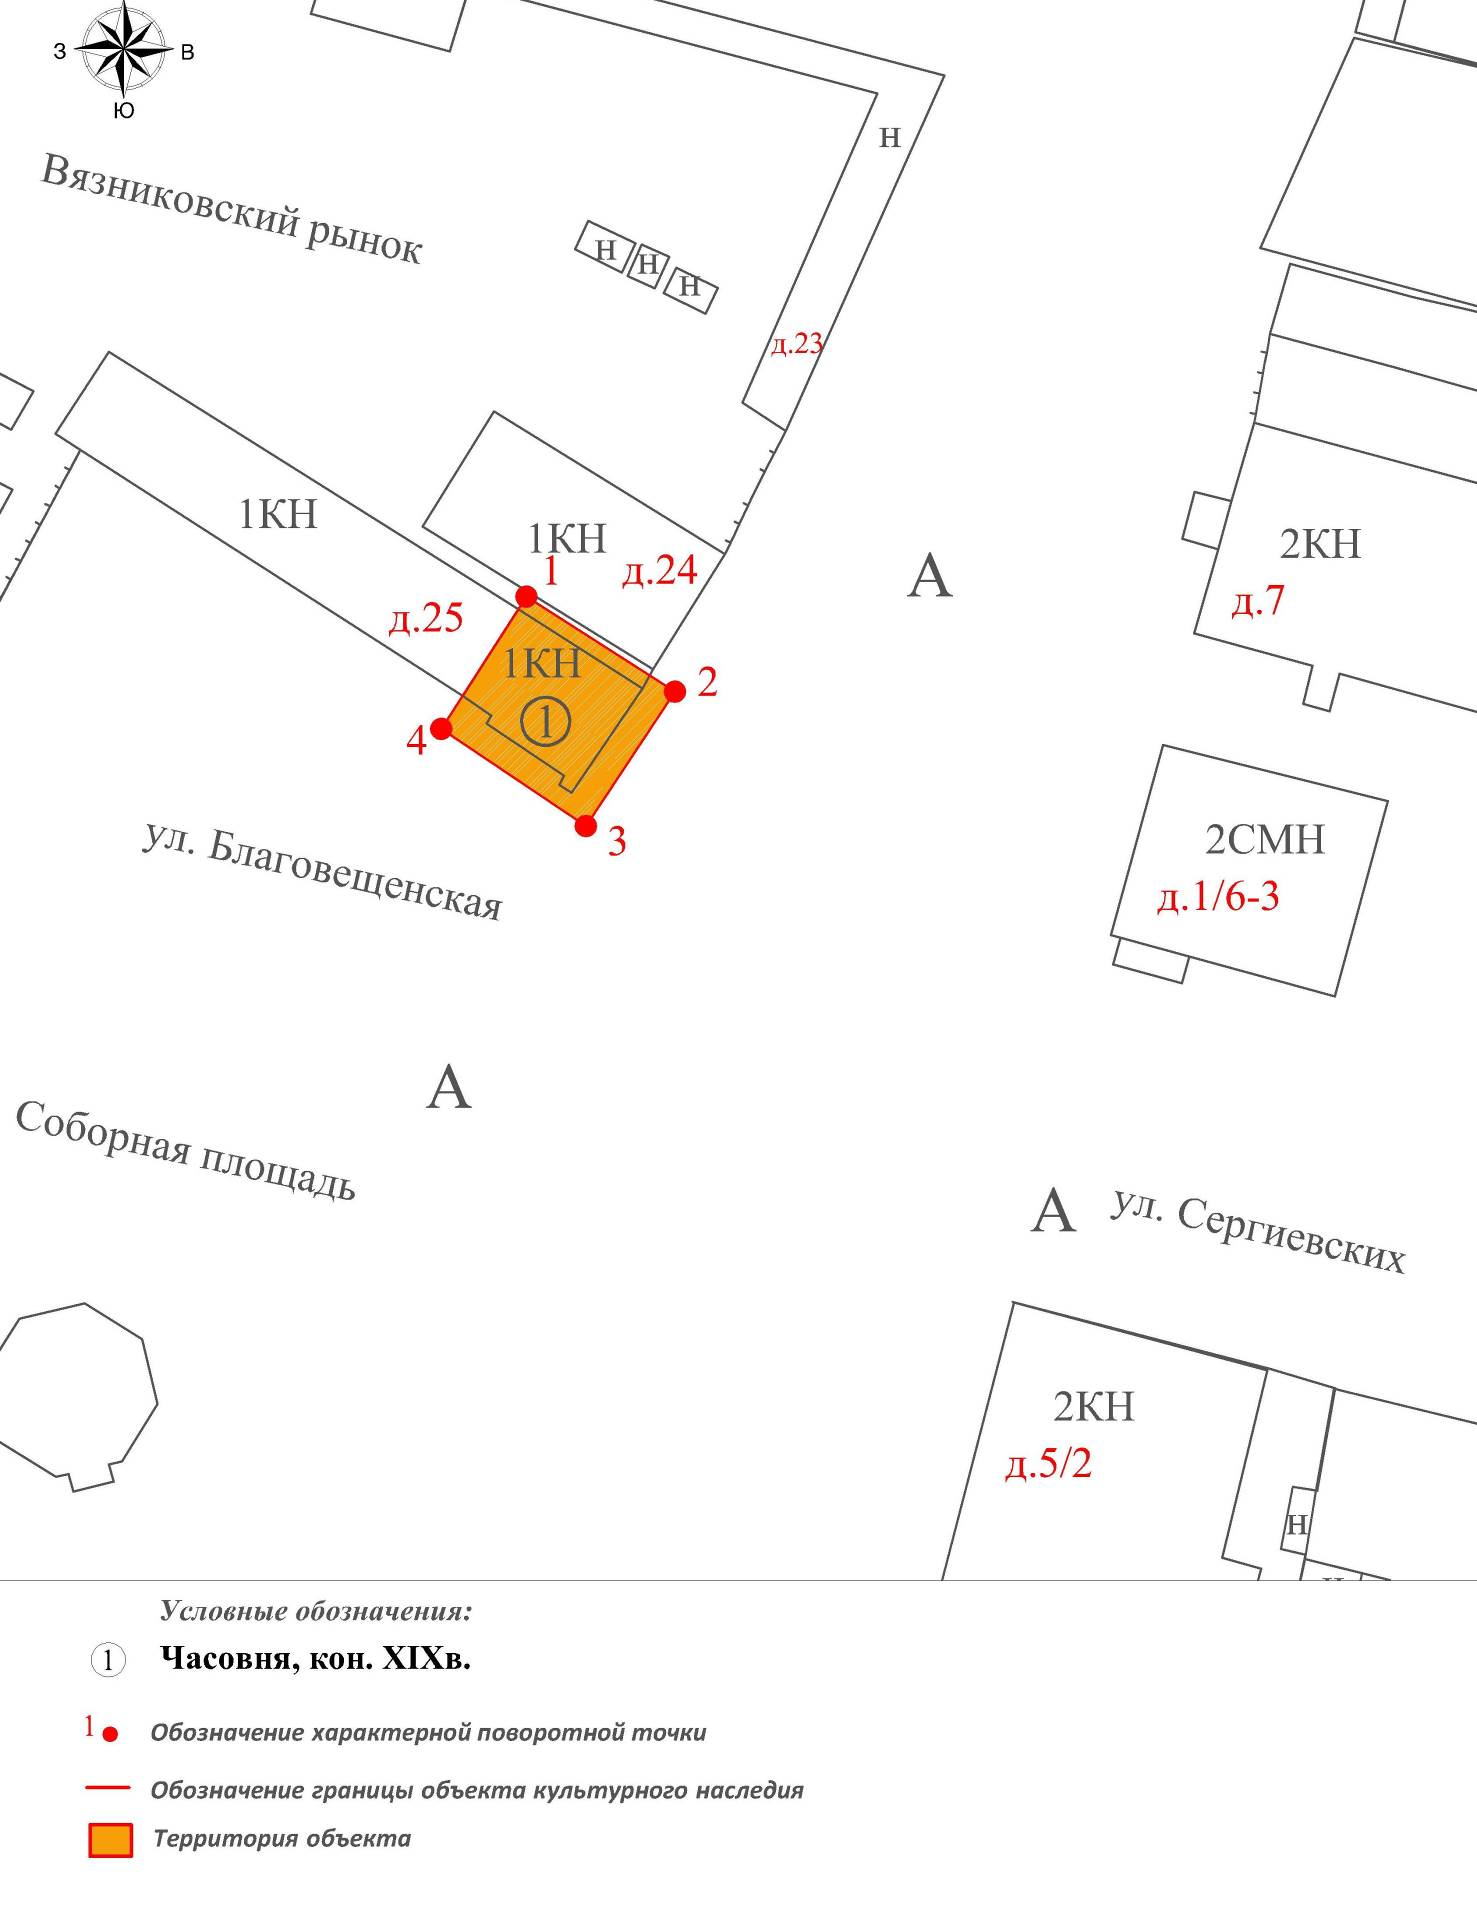 З
В
Ю
н
Вязниковский рынок
н
н
н
д.23
1КН
1КН
д.24
1
д.25
А
2КН
д.7
1КН
2
1
4
3
2СМН
д.1/6-3
ул. Благовещенская
А
Соборная площадь
А
ул. Сергиевских
2КН
д.5/2
н
Условные обозначения:
1 Часовня, кон. XIXв.
1 Обозначение характерной поворотной точки
Обозначение границы объекта культурного наследия
Территория объекта